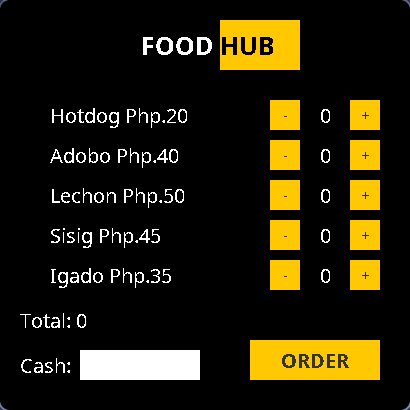 FOOD HUB
Hotdog Php.20 - 0 +
Adobo Php.40 - 0 +
Lechon Php.50 - 0 +
Sisig Php.45 - 0 +
Igado Php.35 - 0 +
Total: 0
Cash: ORDER